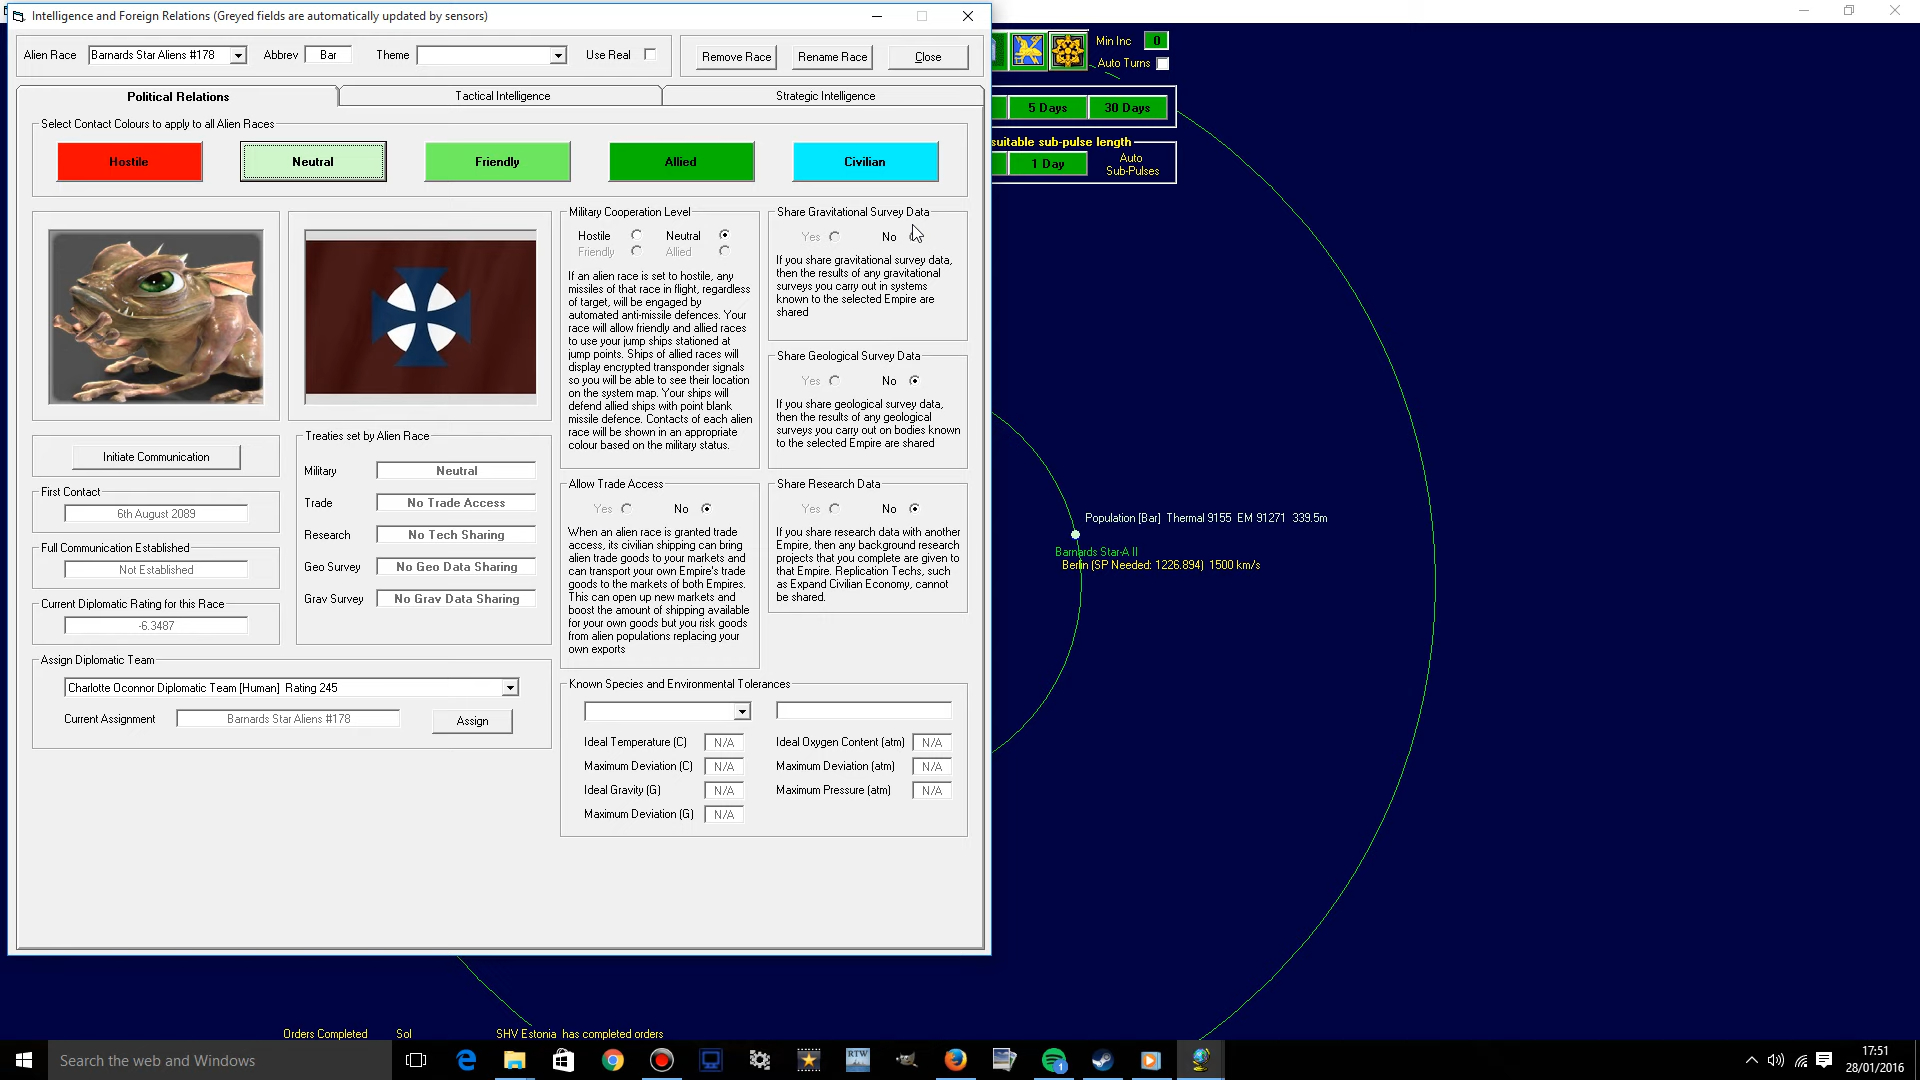 Intelligence and Foreign Relations (Greyed fields are automatically updated by sensors)
Alien Race Barnards Star Aliens #178 Abbrev Bar Theme Use Real
Remove Race Rename Race Close
Political Relations Tactical Intelligence Strategic Intelligence
Select Contact Colours to apply to all Alien Races
Hostile Neutral Friendly Allied Civilian
Initiate Communication
First Contact
6th August 2089
Full Communication Established
Not Established
Current Diplomatic Rating for this Race
-6.3487
Treaties set by Alien Race
Military Neutral
Trade No Trade Access
Research No Tech Sharing
Geo Survey No Geo Data Sharing
Grav Survey No Grav Data Sharing
Assign Diplomatic Team
Charlotte Oconnor Diplomatic Team [Human] Rating 245
Current Assignment Barnards Star Aliens #178 Assign
Military Cooperation Level
Hostile Neutral
Friendly Allied
If an alien race is set to hostile, any
missiles of that race in flight, regardless
of target, will be engaged by
automated anti-missile defences. Your
race will allow friendly and allied races
to use your jump ships stationed at
jump points. Ships of allied races will
display encrypted transponder signals
so you will be able to see their location
on the system map. Your ships will
defend allied ships with point blank
missile defence. Contacts of each alien
race will be shown in an appropriate
colour based on the military status.
Allow Trade Access
Yes No
When an alien race is granted trade
access, its civilian shipping can bring
alien trade goods to your markets and
can transport your own Empire's trade
goods to the markets of both Empires.
This can open up new markets and
boost the amount of shipping available
for your own goods but you risk goods
from alien populations replacing your
own exports
Share Gravitational Survey Data
Yes No
If you share gravitational survey data,
then the results of any gravitational
surveys you carry out in systems
known to the selected Empire are
shared
Share Geological Survey Data
Yes No
If you share geological survey data,
then the results of any geological
surveys you carry out on bodies known
to the selected Empire are shared
Share Research Data
Yes No
If you share research data with another
Empire, then any background research
projects that you complete are given to
that Empire. Replication Techs, such
as Expand Civilian Economy, cannot
be shared.
Known Species and Environmental Tolerances
Ideal Temperature (C) N/A Ideal Oxygen Content (atm) N/A
Maximum Deviation (C) N/A Maximum Deviation (atm) N/A
Ideal Gravity (G) N/A Maximum Pressure (atm) N/A
Maximum Deviation (G) N/A
Min Inc 0
Auto Turns
5 Days 30 Days
suitable sub-pulse length
1 Day Auto
Sub-Pulses
Population [Bar] Thermal 9155 EM 91271 339.5m
Barnards Star-A II
Berlin (SP Needed: 1226.894) 1500 km/s
Orders Completed Sol SHV Estonia has completed orders
Search the web and Windows
RTW
1
17:51
28/01/2016